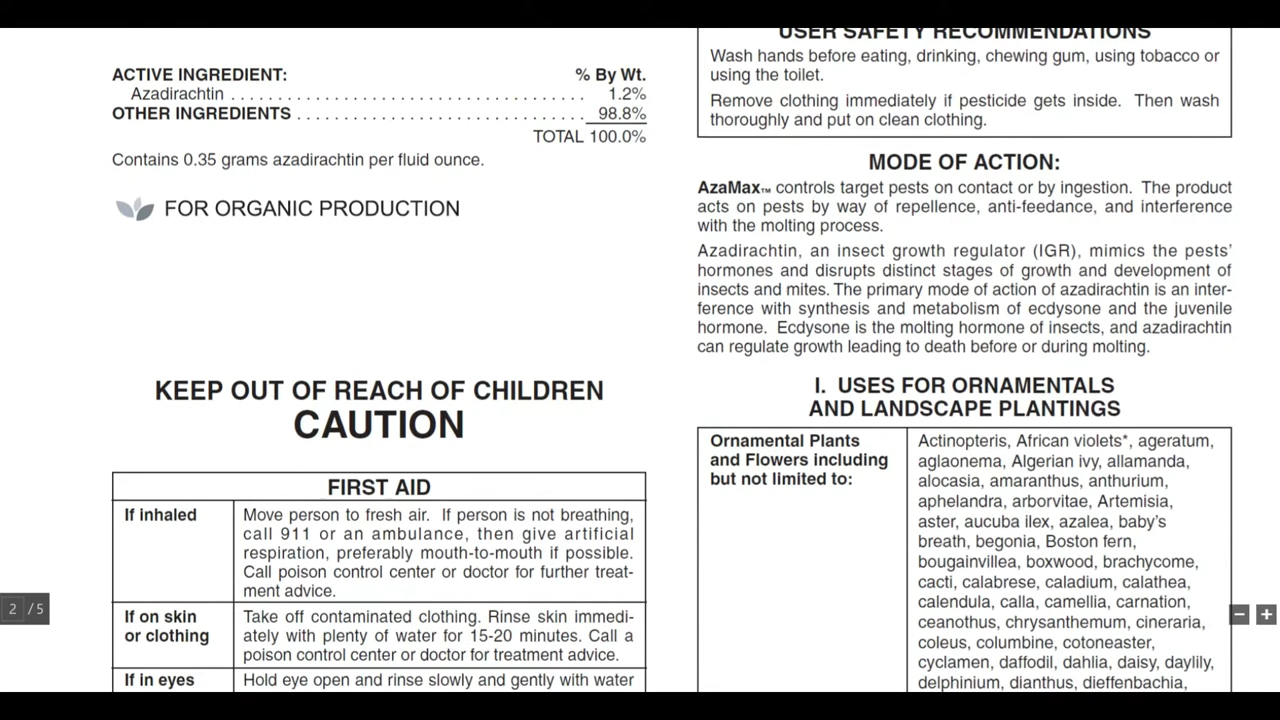 ACTIVE INGREDIENT: % By Wt.
Azadirachtin . . . . . . . . . . . . . . . . . . . . . . . . . . . . . . . . . . . . . 1.2%
OTHER INGREDIENTS . . . . . . . . . . . . . . . . . . . . . . . . . . . . . 98.8%
TOTAL 100.0%
Contains 0.35 grams azadirachtin per fluid ounce.
FOR ORGANIC PRODUCTION
KEEP OUT OF REACH OF CHILDREN
CAUTION
FIRST AID
If inhaled
Move person to fresh air. If person is not breathing,
call 911 or an ambulance, then give artificial
respiration, preferably mouth-to-mouth if possible.
Call poison control center or doctor for further treat-
ment advice.
If on skin
or clothing
Take off contaminated clothing. Rinse skin immedi-
ately with plenty of water for 15-20 minutes. Call a
poison control center or doctor for treatment advice.
If in eyes
Hold eye open and rinse slowly and gently with water
2 / 5
USER SAFETY RECOMMENDATIONS
Wash hands before eating, drinking, chewing gum, using tobacco or
using the toilet.
Remove clothing immediately if pesticide gets inside. Then wash
thoroughly and put on clean clothing.
MODE OF ACTION:
AzaMax™ controls target pests on contact or by ingestion. The product
acts on pests by way of repellence, anti-feedance, and interference
with the molting process.
Azadirachtin, an insect growth regulator (IGR), mimics the pests'
hormones and disrupts distinct stages of growth and development of
insects and mites. The primary mode of action of azadirachtin is an inter-
ference with synthesis and metabolism of ecdysone and the juvenile
hormone. Ecdysone is the molting hormone of insects, and azadirachtin
can regulate growth leading to death before or during molting.
I. USES FOR ORNAMENTALS
AND LANDSCAPE PLANTINGS
Ornamental Plants
and Flowers including
but not limited to:
Actinopteris, African violets*, ageratum,
aglaonema, Algerian ivy, allamanda,
alocasia, amaranthus, anthurium,
aphelandra, arborvitae, Artemisia,
aster, aucuba ilex, azalea, baby's
breath, begonia, Boston fern,
bougainvillea, boxwood, brachycome,
cacti, calabrese, caladium, calathea,
calendula, calla, camellia, carnation,
ceanothus, chrysanthemum, cineraria,
coleus, columbine, cotoneaster,
cyclamen, daffodil, dahlia, daisy, daylily,
delphinium, dianthus, dieffenbachia,